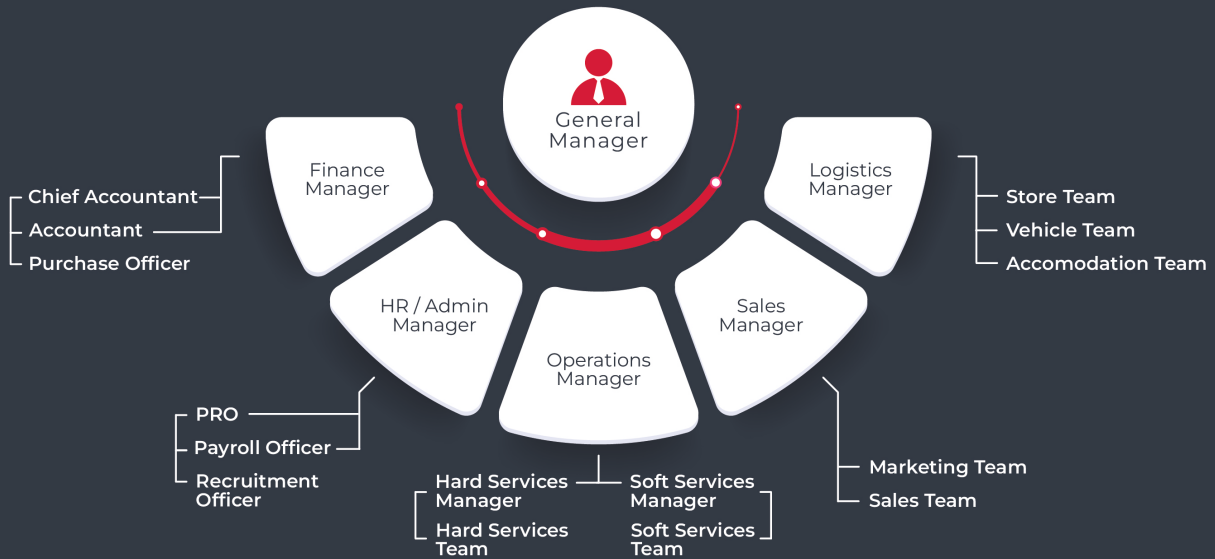 General
Manager
Finance
Manager
Logistics
Manager
Chief Accountant
Accountant
Purchase Officer
Store Team
Vehicle Team
Accomodation Team
HR / Admin
Manager
Sales
Manager
Operations
Manager
PRO
Payroll Officer
Recruitment
Officer
Hard Services
Manager
Hard Services
Team
Soft Services
Manager
Soft Services
Team
Marketing Team
Sales Team